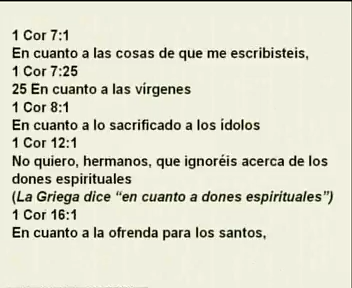 1 Cor 7:1
En cuanto a las cosas de que me escribisteis,
1 Cor 7:25
25 En cuanto a las vírgenes
1 Cor 8:1
En cuanto a lo sacrificado a los ídolos
1 Cor 12:1
No quiero, hermanos, que ignoréis acerca de los
dones espirituales
(La Griega dice “en cuanto a dones espirituales”)
1 Cor 16:1
En cuanto a la ofrenda para los santos,